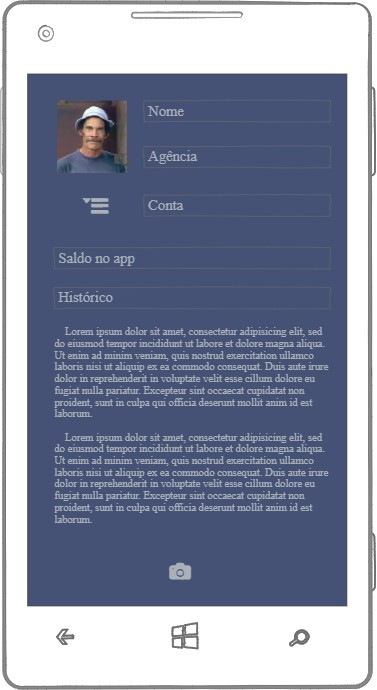 Nome
Agência
Conta
Saldo no app
Histórico
Lorem ipsum dolor sit amet, consectetur adipisicing elit, sed
do eiusmod tempor incididunt ut labore et dolore magna aliqua.
Ut enim ad minim veniam, quis nostrud exercitation ullamco
laboris nisi ut aliquip ex ea commodo consequat. Duis aute irure
dolor in reprehenderit in voluptate velit esse cillum dolore eu
fugiat nulla pariatur. Excepteur sint occaecat cupidatat non
proident, sunt in culpa qui officia deserunt mollit anim id est
laborum.
Lorem ipsum dolor sit amet, consectetur adipisicing elit, sed
do eiusmod tempor incididunt ut labore et dolore magna aliqua.
Ut enim ad minim veniam, quis nostrud exercitation ullamco
laboris nisi ut aliquip ex ea commodo consequat. Duis aute irure
dolor in reprehenderit in voluptate velit esse cillum dolore eu
fugiat nulla pariatur. Excepteur sint occaecat cupidatat non
proident, sunt in culpa qui officia deserunt mollit anim id est
laborum.